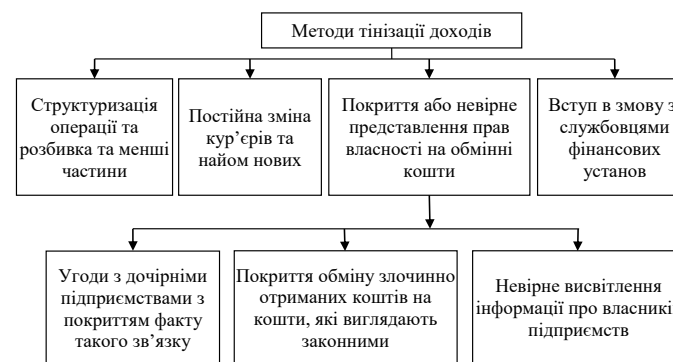 Методи тінізації доходів
Структуризація
операції та
розбивка та менші
частини
Постійна зміна
кур’єрів та
найом нових
Покриття або невірне
представлення прав
власності на обмінні
кошти
Вступ в змову з
службовцями
фінансових
установ
Угоди з дочірніми
підприємствами з
покриттям факту
такого зв’язку
Покриття обміну злочинно
отриманих коштів на
кошти, які виглядають
законними
Невірне висвітлення
інформації про власників
підприємств